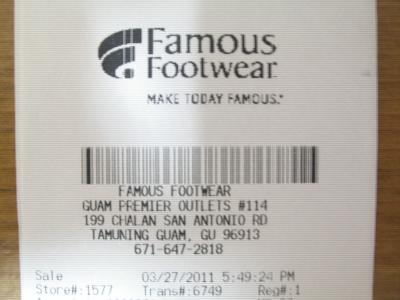 Famous
Footwear
MAKE TODAY FAMOUS.
FAMOUS FOOTWEAR
GUAM PREMIER OUTLETS #114
199 CHALAN SAN ANTONIO RD
TAMUNING GUAM, GU 96913
671-647-2818
Sale 03/27/2011 5:49:24 PM
Store#:1577 Trans#:6749 Reg#:1